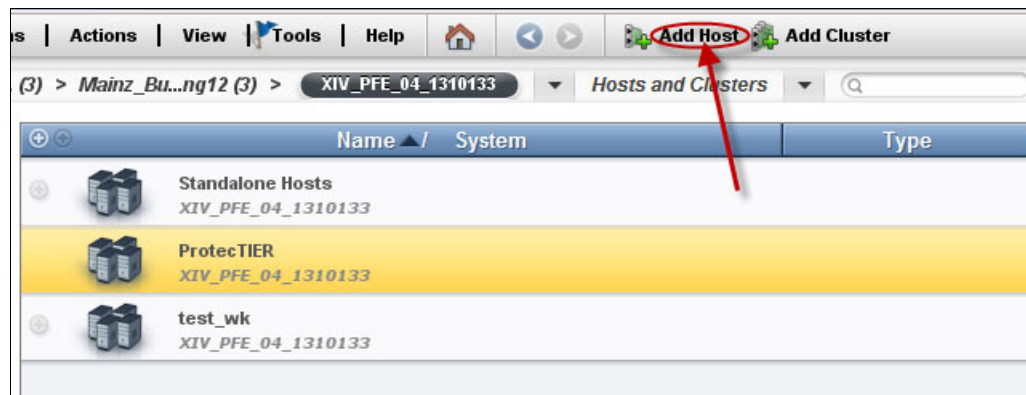 ıs | Actions | View | Tools | Help Add Host Add Cluster
(3) > Mainz_Bu...ng12 (3) > XIV_PFE_04_1310133 Hosts and Clusters
Name / System Type
Standalone Hosts
XIV_PFE_04_1310133
ProtecTIER
XIV_PFE_04_1310133
test_wk
XIV_PFE_04_1310133